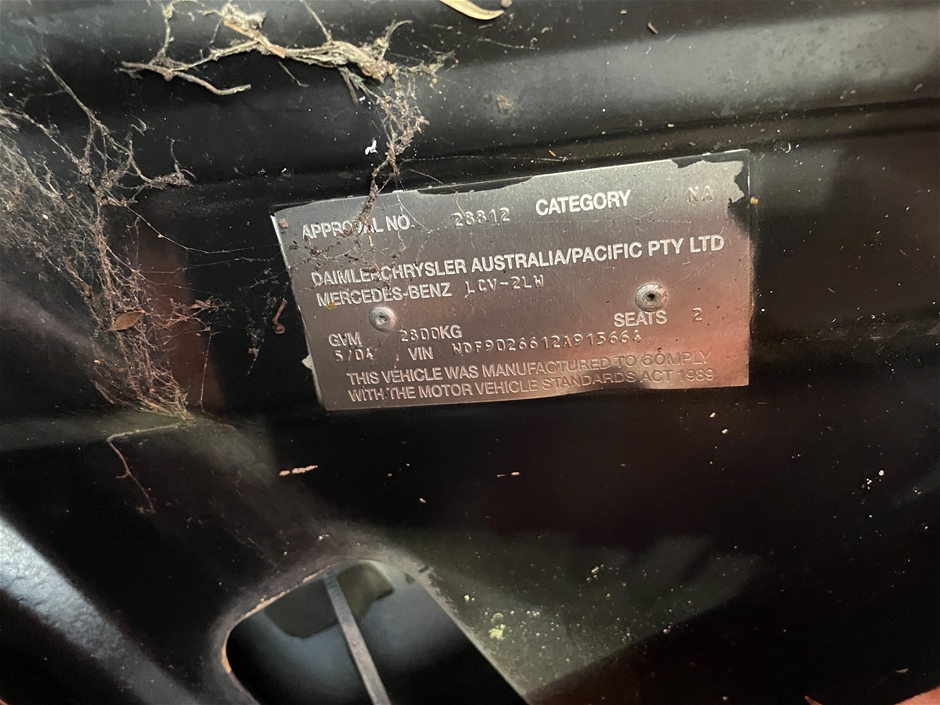 APPROVAL NO. 28812 CATEGORY NA
DAIMLERCHRYSLER AUSTRALIA/PACIFIC PTY LTD
MERCEDES-BENZ LCV-2LW
GVM 2800KG SEATS 2
5/04 VIN WDF9026612A915664
THIS VEHICLE WAS MANUFACTURED TO COMPLY
WITH THE MOTOR VEHICLE STANDARDS ACT 1989